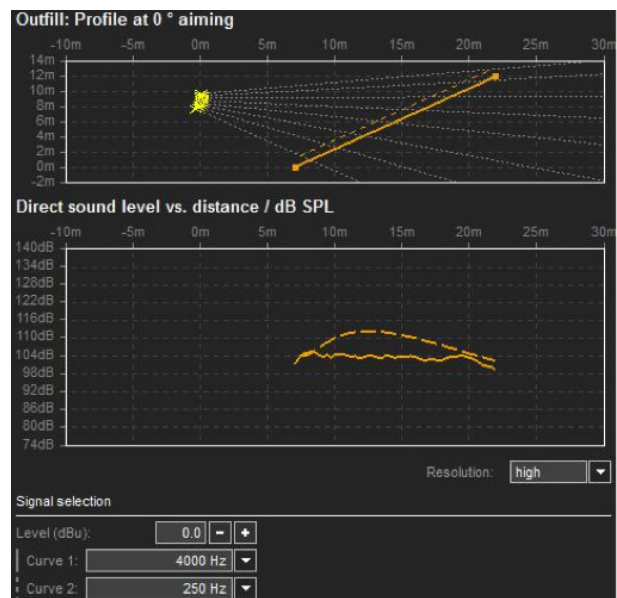 Outfill: Profile at 0 ° aiming
-10m -5m 0m 5m 10m 15m 20m 25m 30m
14m
12m
10m
8m
6m
4m
2m
0m
-2m
Direct sound level vs. distance / dB SPL
-10m -5m 0m 5m 10m 15m 20m 25m 30m
140dB
134dB
128dB
122dB
116dB
110dB
104dB
98dB
92dB
86dB
80dB
74dB
Resolution: high
Signal selection
Level (dBu): 0.0 - +
Curve 1: 4000 Hz
Curve 2: 250 Hz